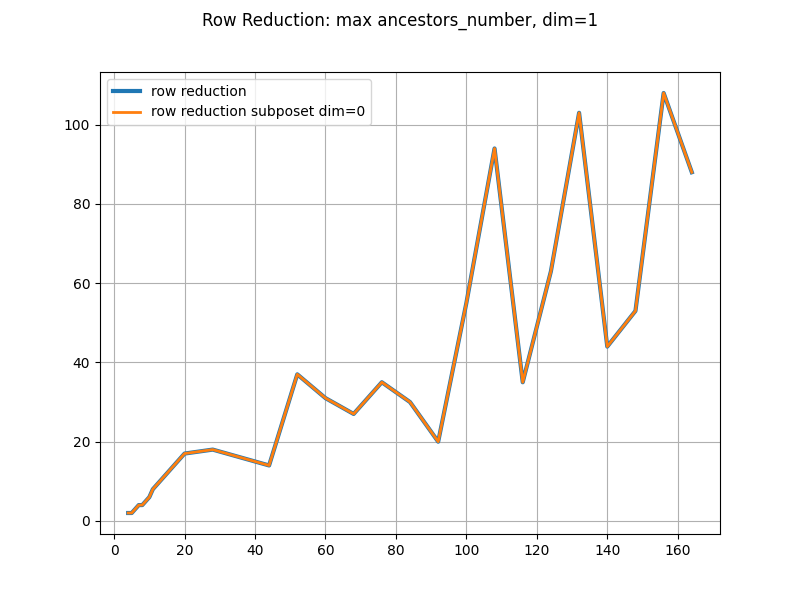 Row Reduction: max ancestors_number, dim=1
row reduction
row reduction subposet dim=0
100
80
60
40
20
0
0 20 40 60 80 100 120 140 160